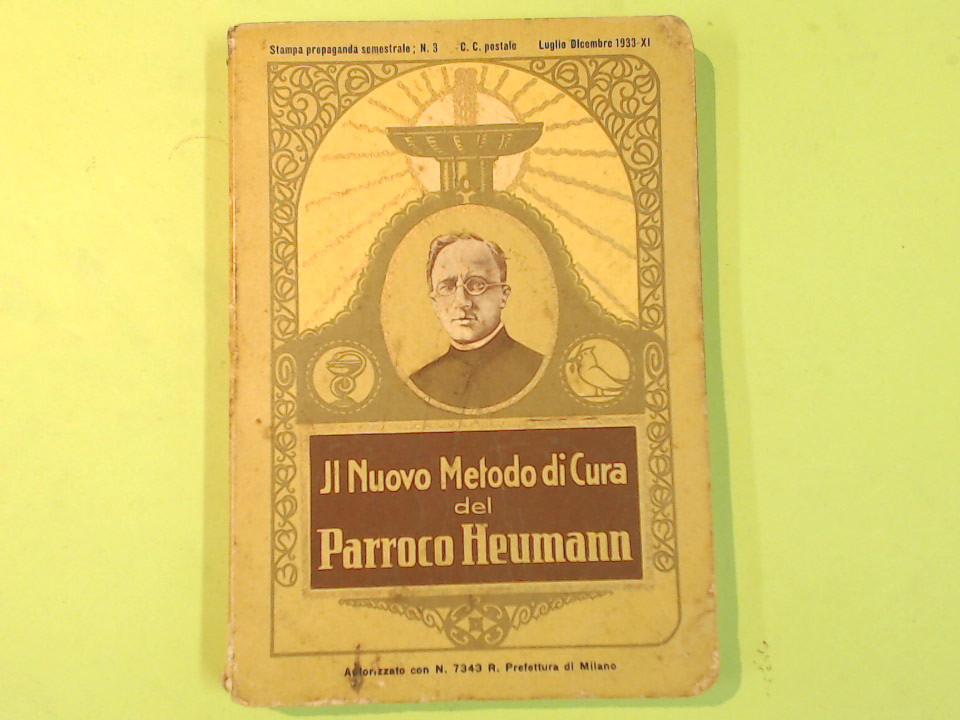 Stampa propaganda semestrale; N. 3 C. C. postale Luglio Dicembre 1933-XI
Il Nuovo Metodo di Cura
del
Parroco Heumann
Autorizzato con N. 7343 R. Prefettura di Milano